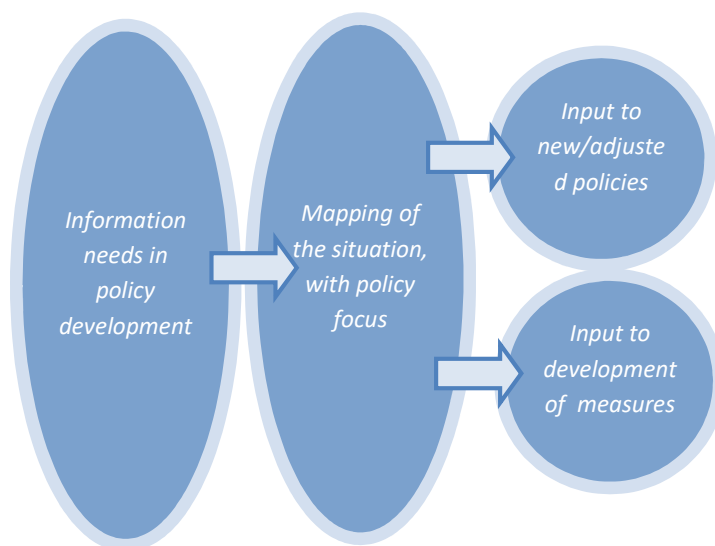 Information
needs in
policy
development
Mapping of
the situation,
with policy
focus
Input to
new/adjuste
d policies
Input to
development
of measures